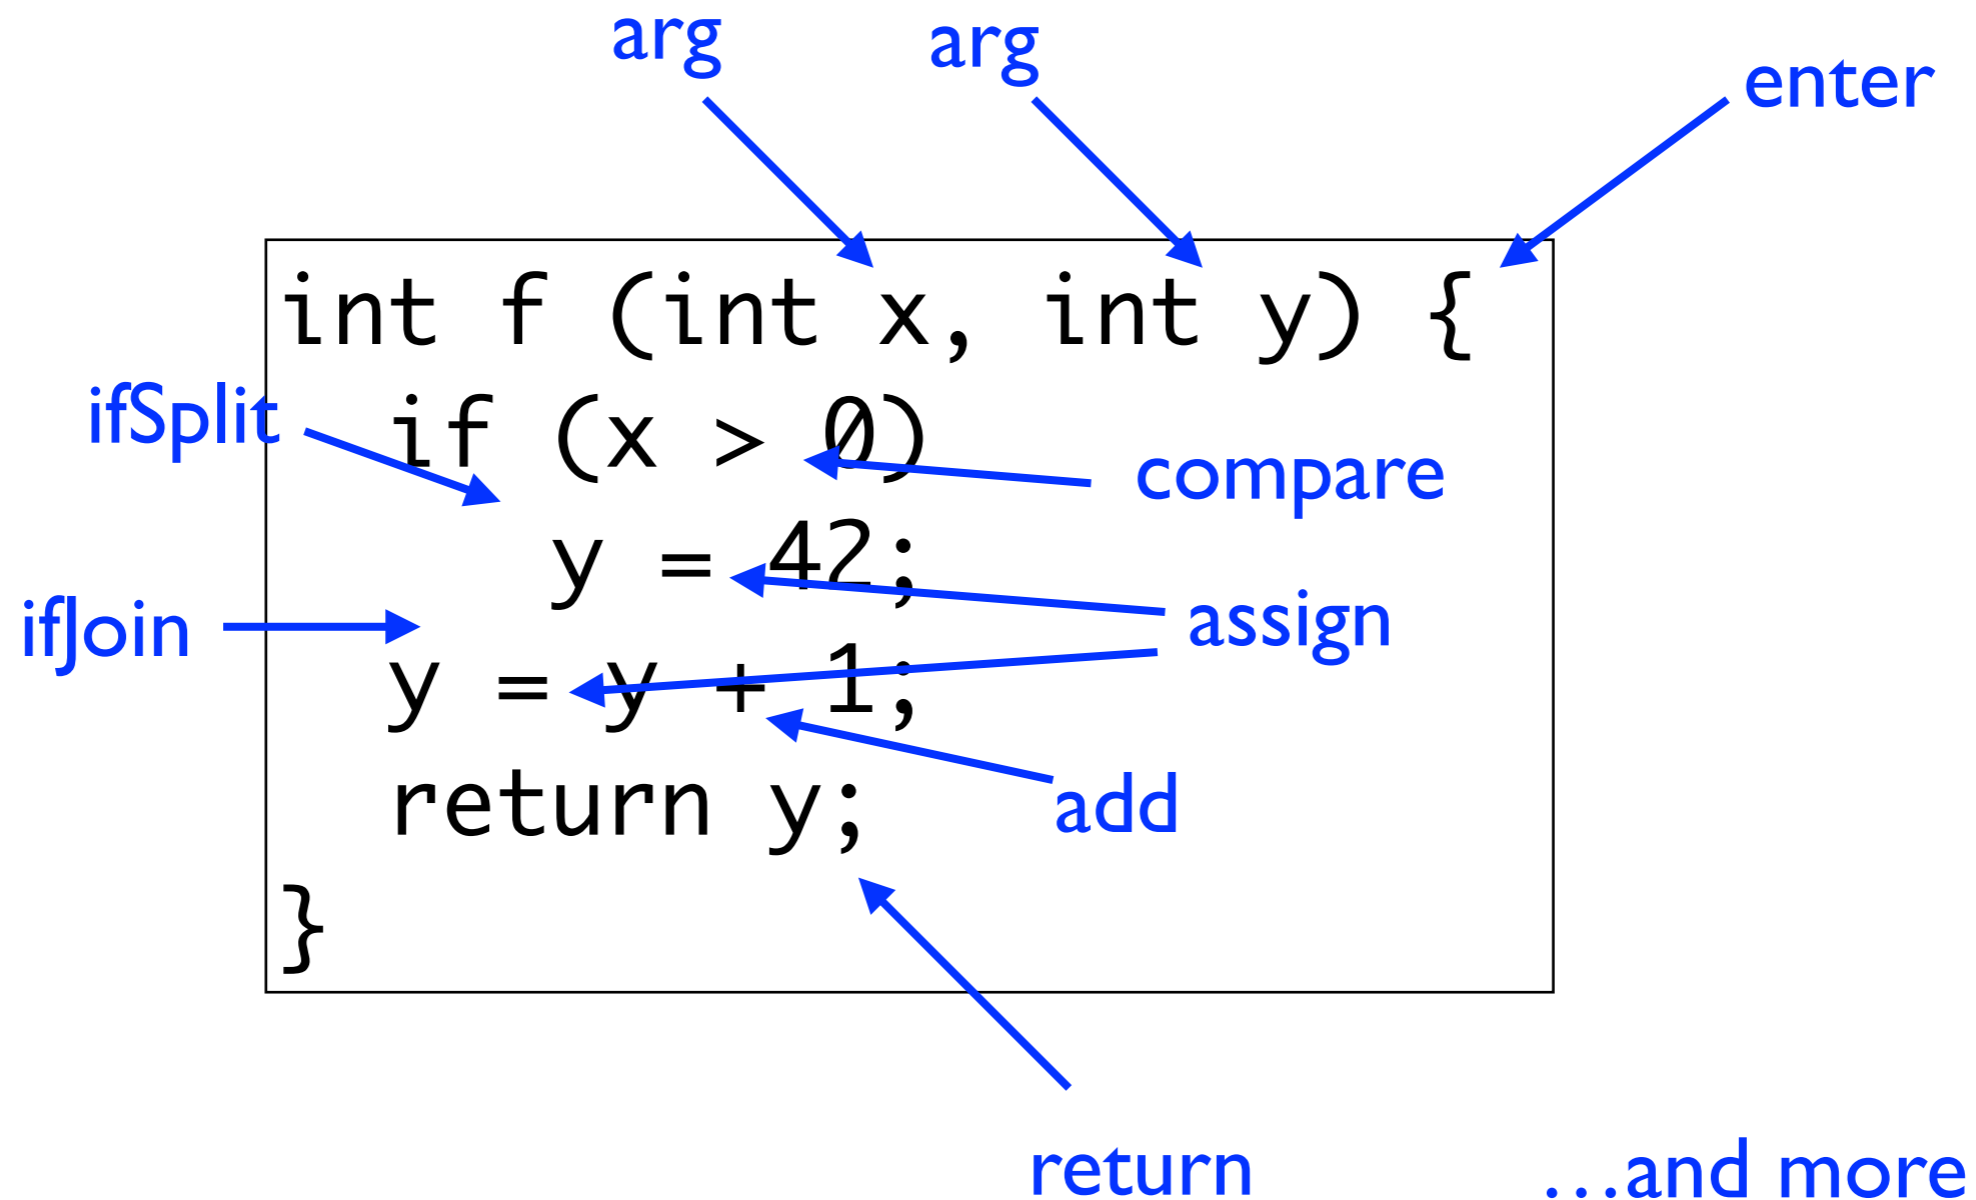 arg arg enter
int f (int x, int y) {
ifSplit if (x > 0)
compare
y = 42;
ifJoin assign
y = y + 1;
return y; add
}
return …and more